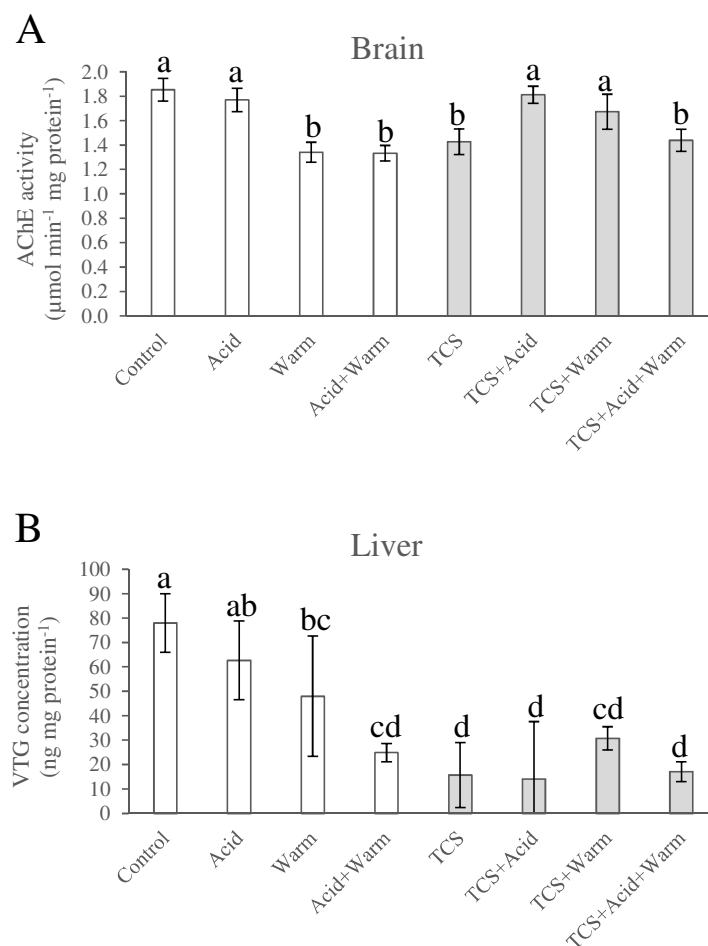 A
Brain
AChE activity
(µmol min⁻¹ mg protein⁻¹)
2.0
1.8
1.6
1.4
1.2
1.0
0.8
0.6
0.4
0.2
0.0
a a b b b a a b
Control Acid Warm Acid+Warm TCS TCS+Acid TCS+Warm TCS+Acid+Warm
B
Liver
VTG concentration
(ng mg protein⁻¹)
100
90
80
70
60
50
40
30
20
10
0
a ab bc cd d d cd d
Control Acid Warm Acid+Warm TCS TCS+Acid TCS+Warm TCS+Acid+Warm